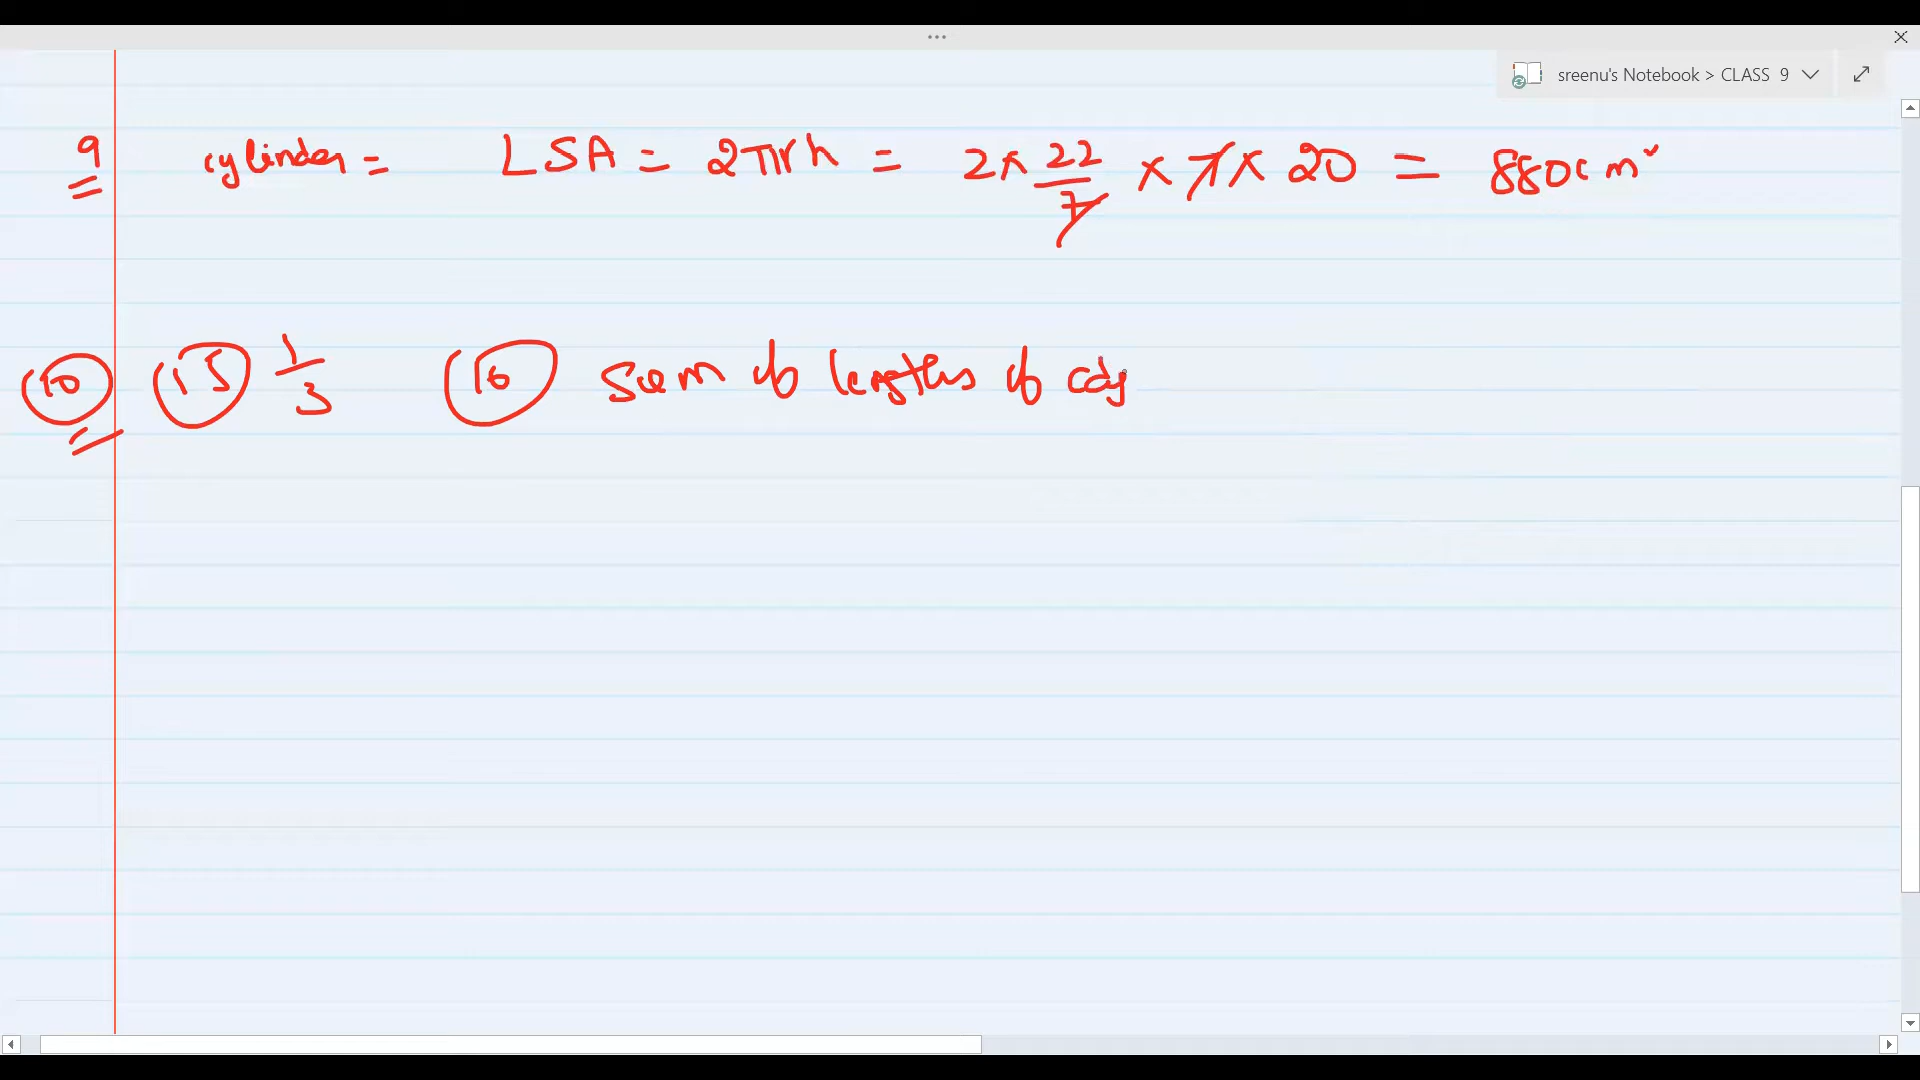 sreenu's Notebook > CLASS 9
9 cylinder = LSA = 2πrh = 2 × 22/7 × 7 × 20 = 880cm²
10 15 1/3 16 Sum of lengths of edg